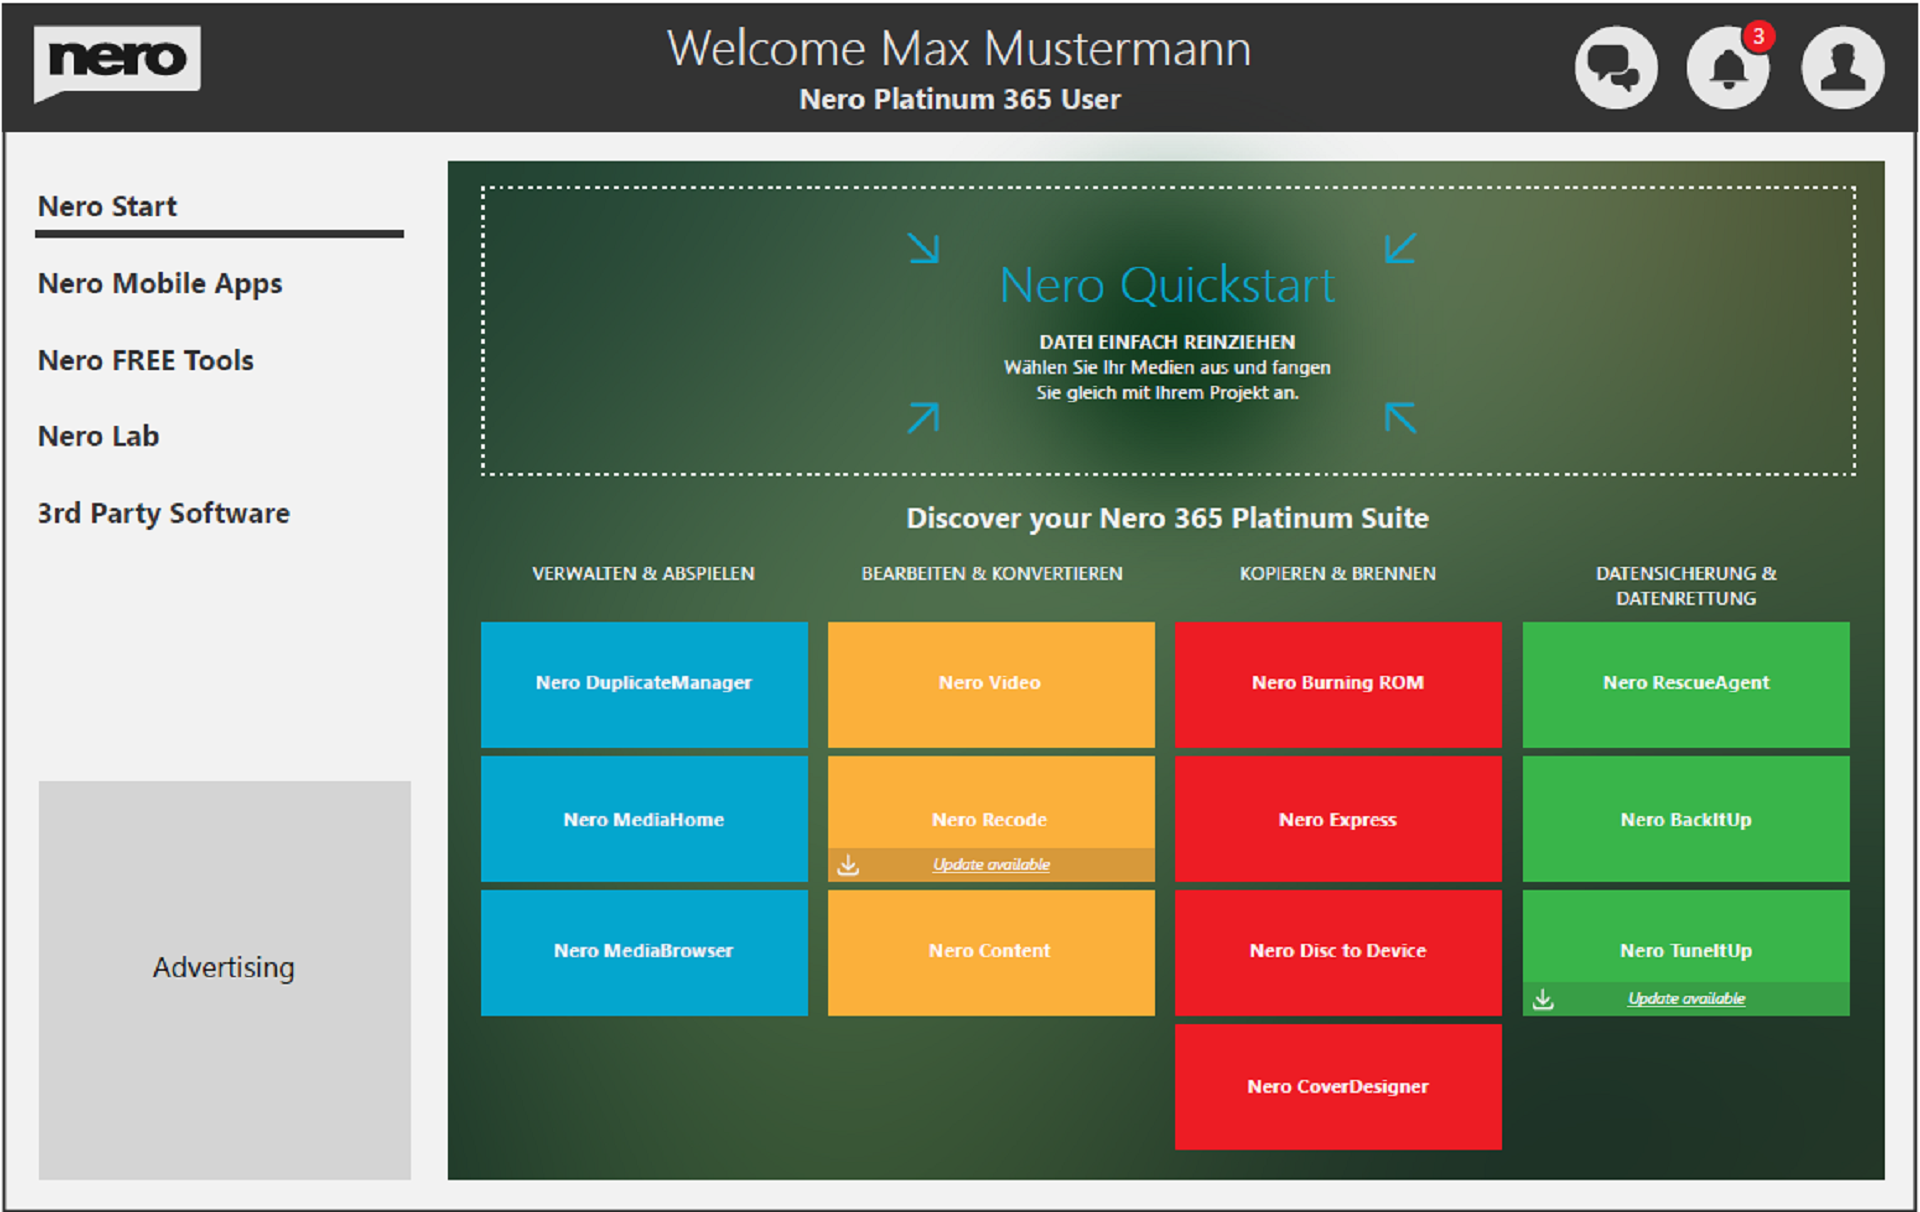 nero
Welcome Max Mustermann
Nero Platinum 365 User
3
Nero Start
Nero Mobile Apps
Nero FREE Tools
Nero Lab
3rd Party Software
Advertising
Nero Quickstart
DATEI EINFACH REINZIEHEN
Wählen Sie Ihr Medien aus und fangen
Sie gleich mit Ihrem Projekt an.
Discover your Nero 365 Platinum Suite
VERWALTEN & ABSPIELEN
Nero DuplicateManager
Nero MediaHome
Nero MediaBrowser
BEARBEITEN & KONVERTIEREN
Nero Video
Nero Recode
Update available
Nero Content
KOPIEREN & BRENNEN
Nero Burning ROM
Nero Express
Nero Disc to Device
Nero CoverDesigner
DATENSICHERUNG &
DATENRETTUNG
Nero RescueAgent
Nero BackItUp
Nero TuneItUp
Update available